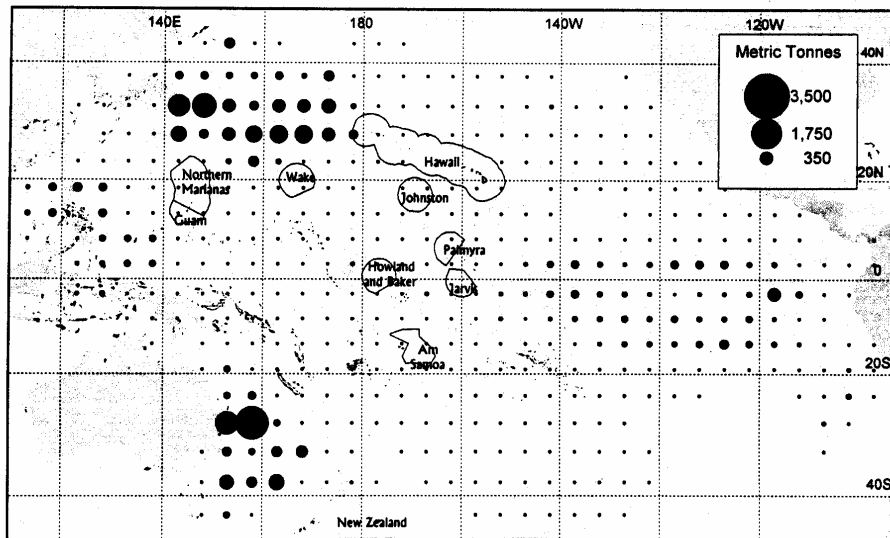 140E
180
140W
120W
40N
Metric Tonnes
3,500
1,750
350
Hawaii
Northern
Marianas
Wake
20N
Johnston
Guam
Palmyra
Howland
and Baker
0
Jarvis
Am
Samoa
20S
40S
New Zealand